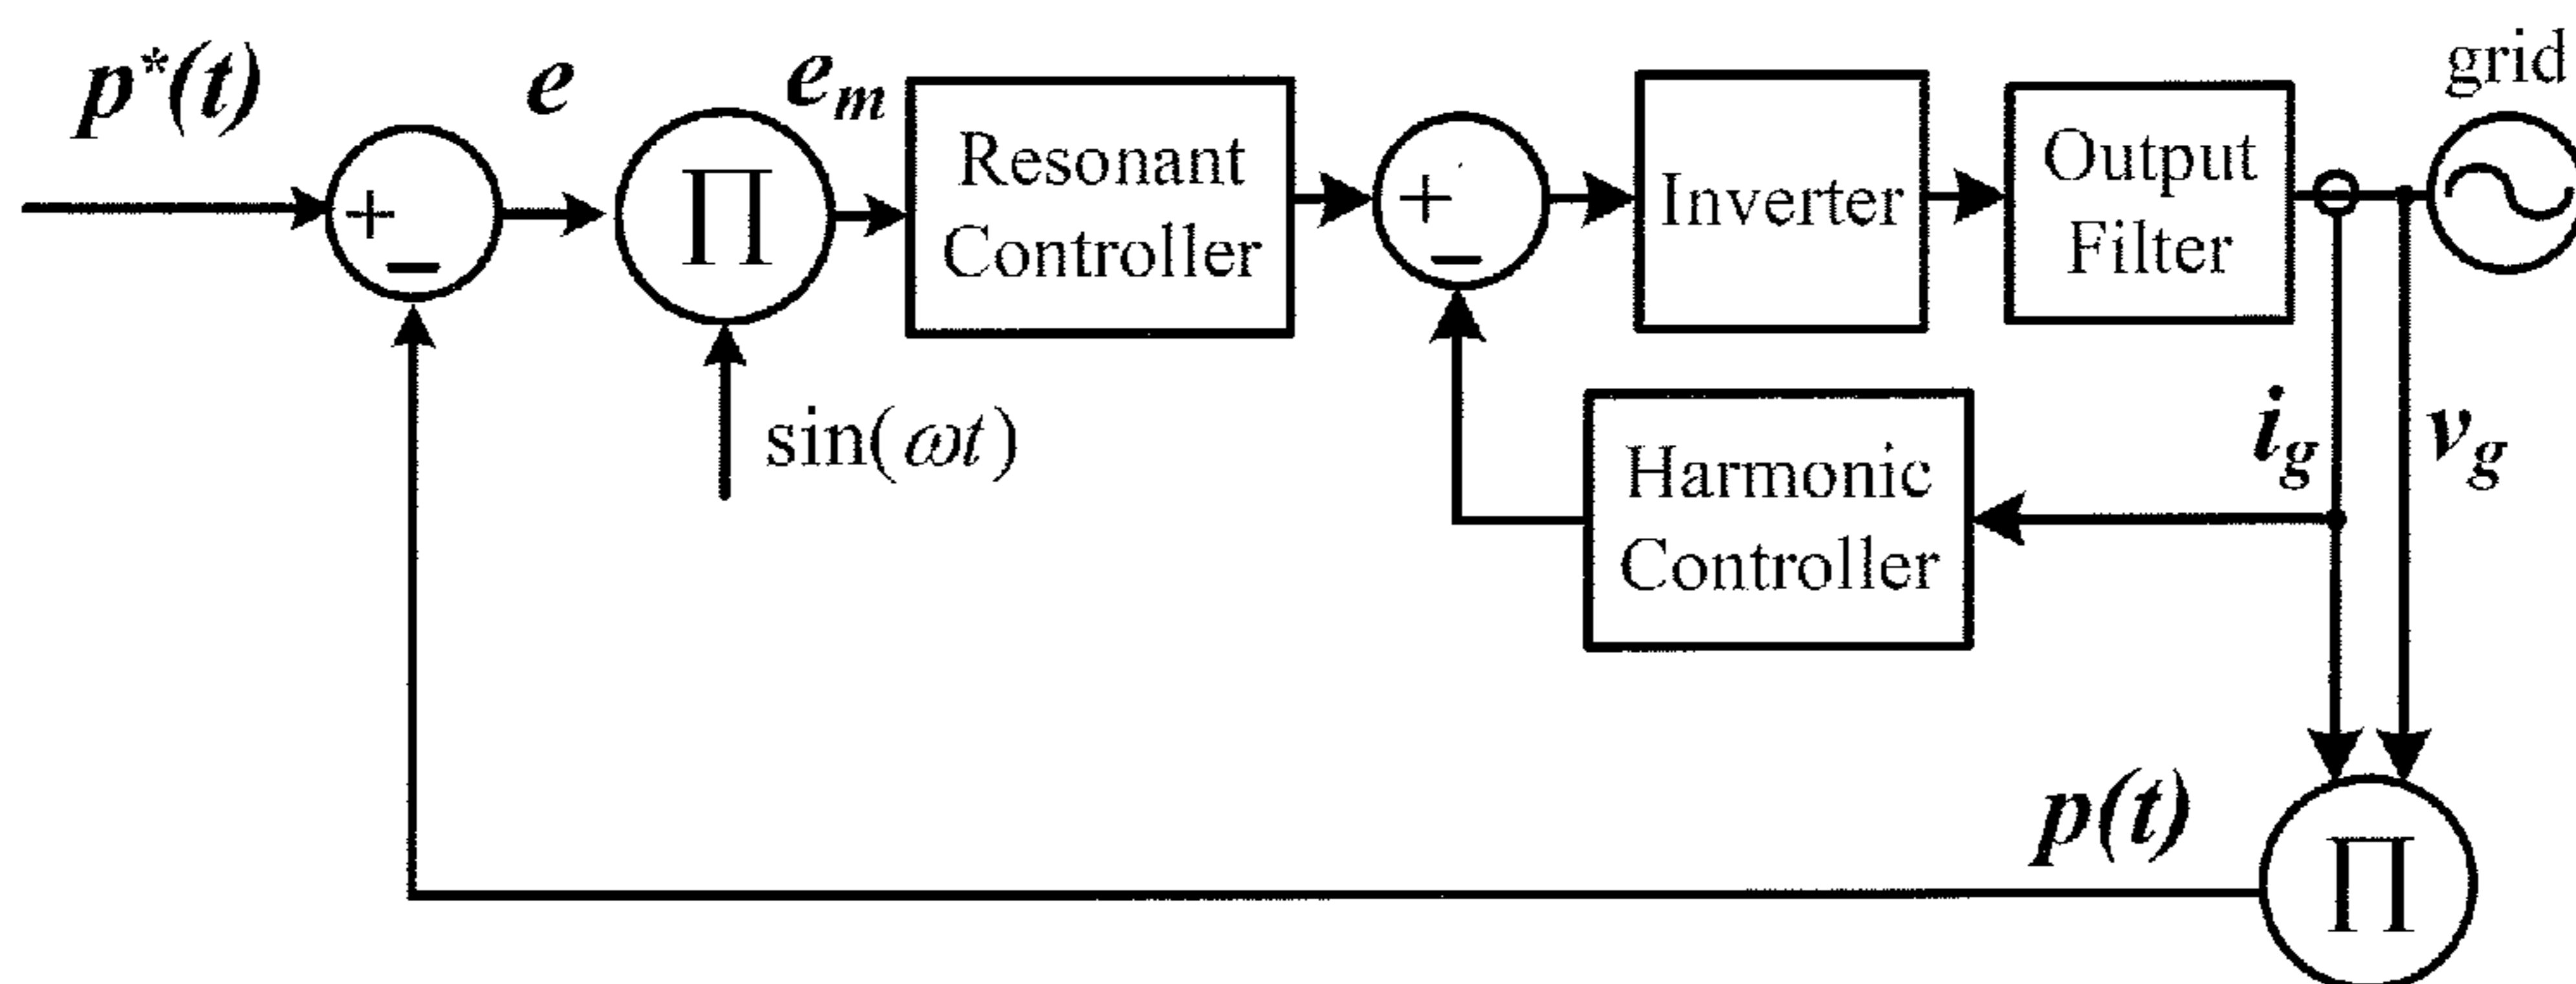 p*(t)
e
e_m
grid
+
−
Π
Resonant
Controller
+
−
Inverter
Output
Filter
sin(ωt)
Harmonic
Controller
i_g
v_g
p(t)
Π